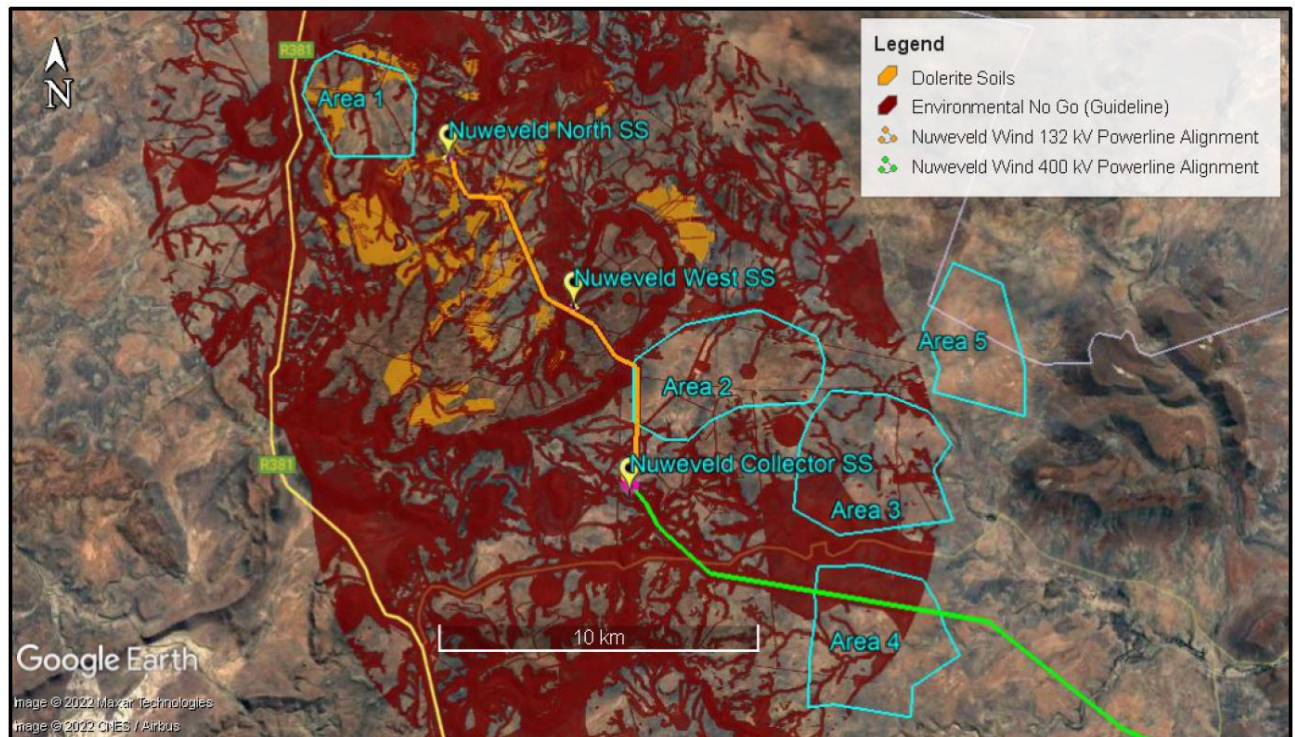 Legend
Dolerite Soils
Environmental No Go (Guideline)
Nuweveld Wind 132 kV Powerline Alignment
Nuweveld Wind 400 kV Powerline Alignment
N
R381
Area 1
Nuweveld North SS
Nuweveld West SS
Area 5
Area 2
Nuweveld Collector SS
R381
Area 3
10 km
Area 4
Google Earth
Image © 2022 Maxar Technologies
Image © 2022 CNES / Airbus